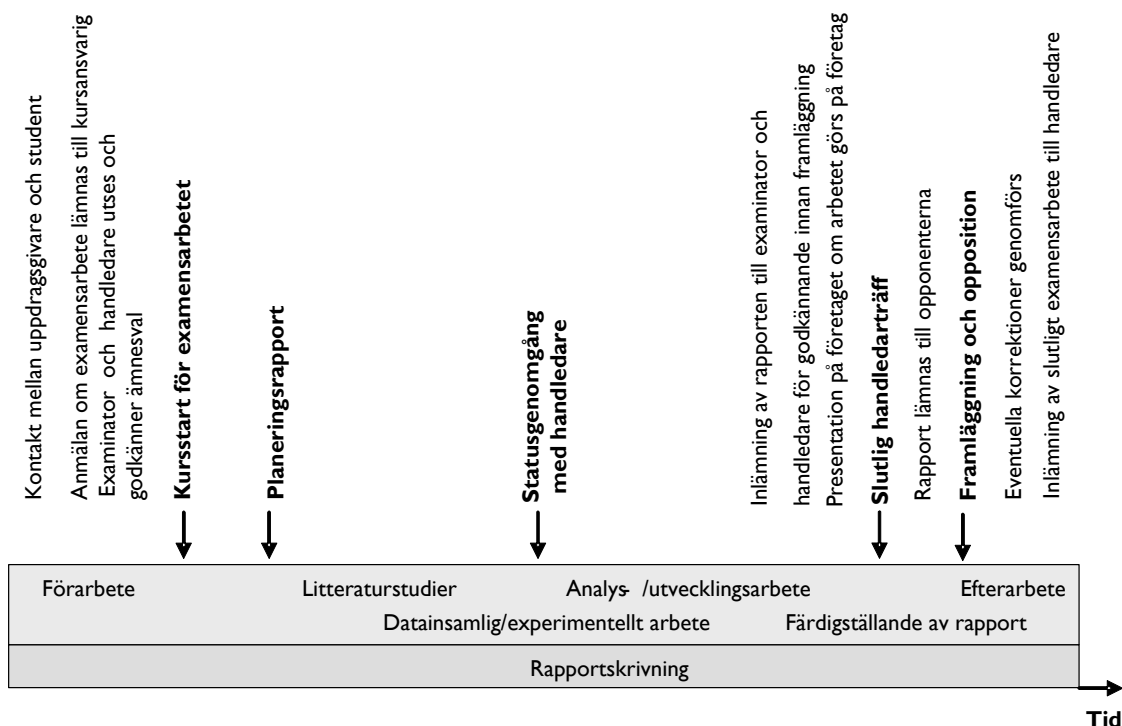 Kontakt mellan uppdragsgivare och student
Anmälan om examensarbete lämnas till kursansvarig
Examinator och handledare utses och
godkänner ämnesval
Kursstart för examensarbetet
Planeringsrapport
Statusgenomgång
med handledare
Inlämning av rapporten till examinator och
handledare för godkännande innan framläggning
Presentation på företaget om arbetet görs på företag
Slutlig handledarträff
Rapport lämnas till opponenterna
Framläggning och opposition
Eventuella korrektioner genomförs
Inlämning av slutligt examensarbete till handledare
Förarbete
Litteraturstudier
Analys- /utvecklingsarbete
Efterarbete
Datainsamlig/experimentellt arbete
Färdigställande av rapport
Rapportskrivning
Tid